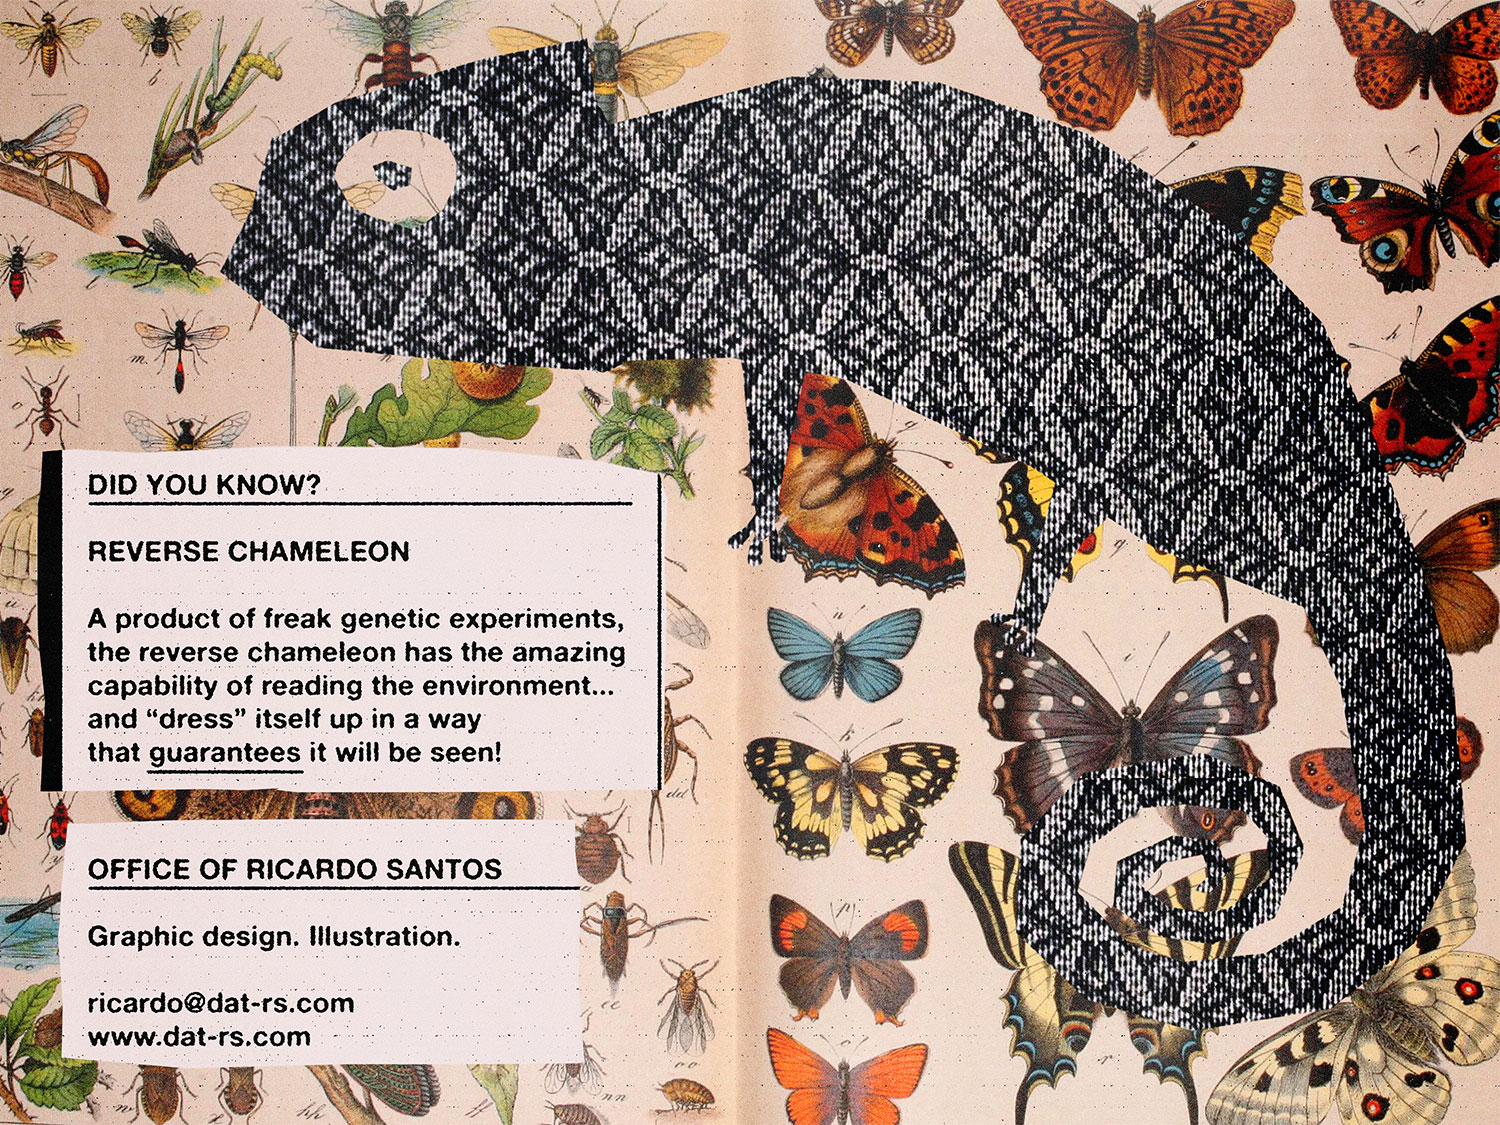 DID YOU KNOW?
REVERSE CHAMELEON
A product of freak genetic experiments,
the reverse chameleon has the amazing
capability of reading the environment...
and “dress” itself up in a way
that guarantees it will be seen!
OFFICE OF RICARDO SANTOS
Graphic design. Illustration.
ricardo@dat-rs.com
www.dat-rs.com